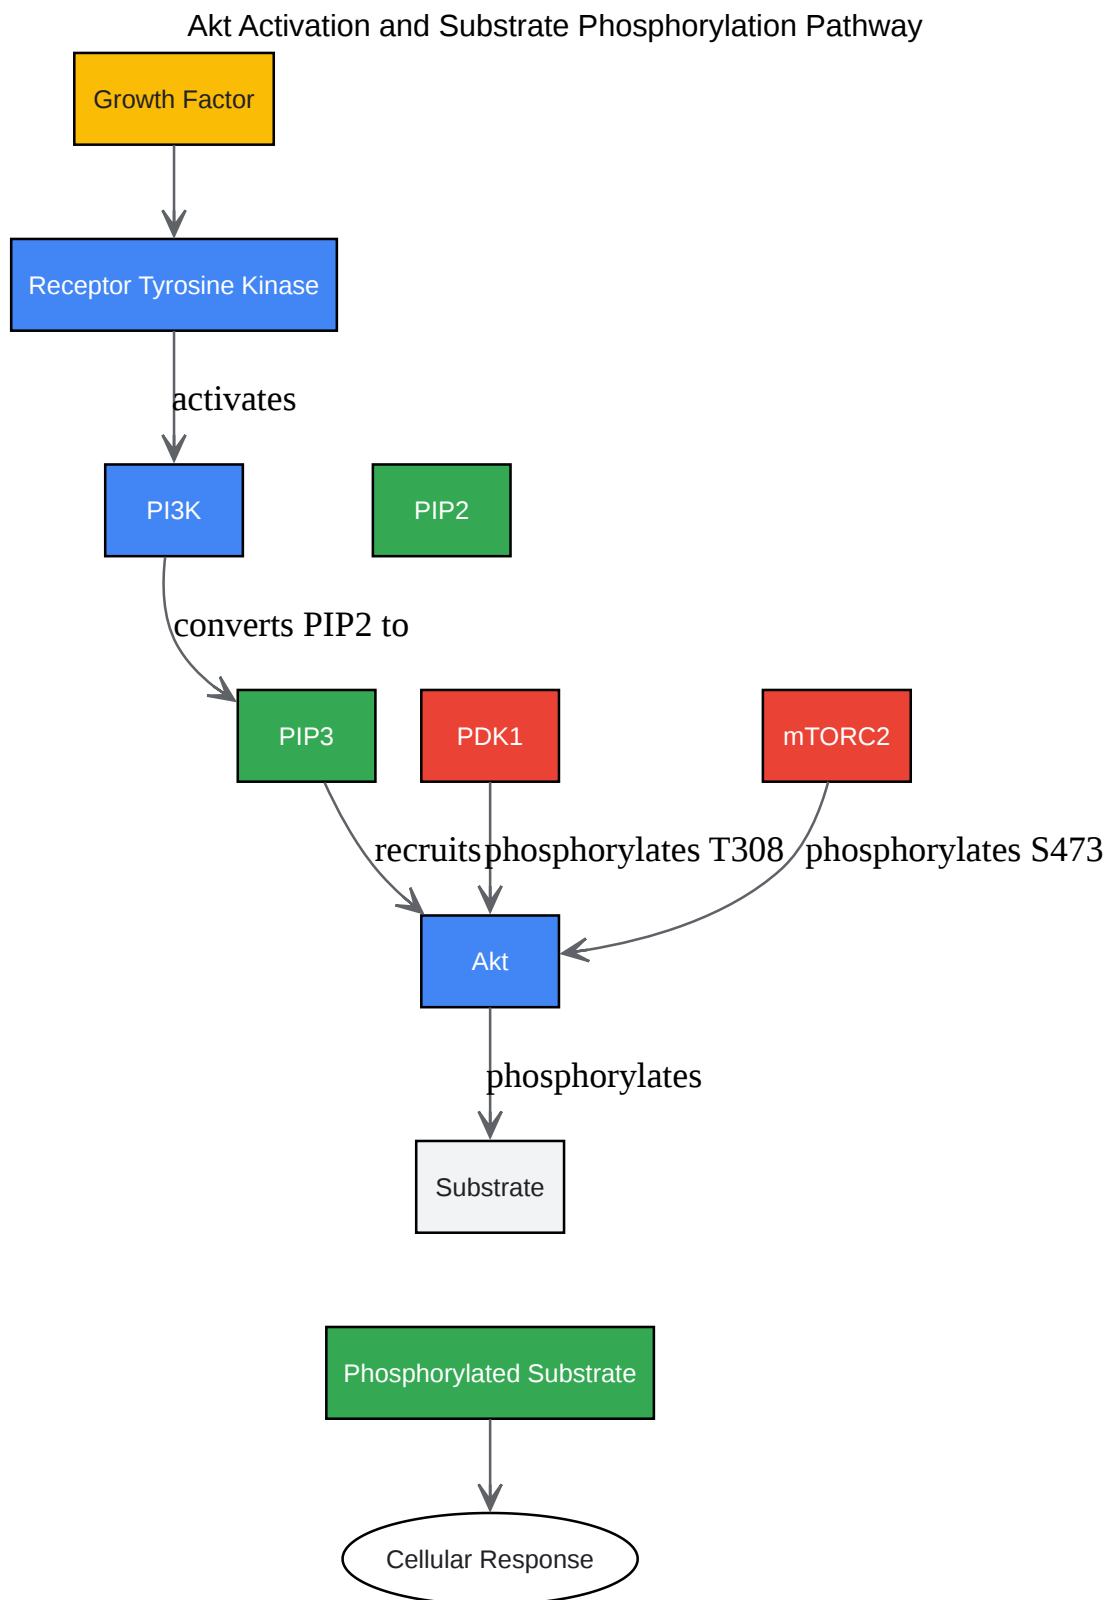 Akt Activation and Substrate Phosphorylation Pathway
Growth Factor
Receptor Tyrosine Kinase
activates
PI3K
PIP2
converts PIP2 to
PIP3
PDK1
mTORC2
recruits
phosphorylates T308
phosphorylates S473
Akt
phosphorylates
Substrate
Phosphorylated Substrate
Cellular Response